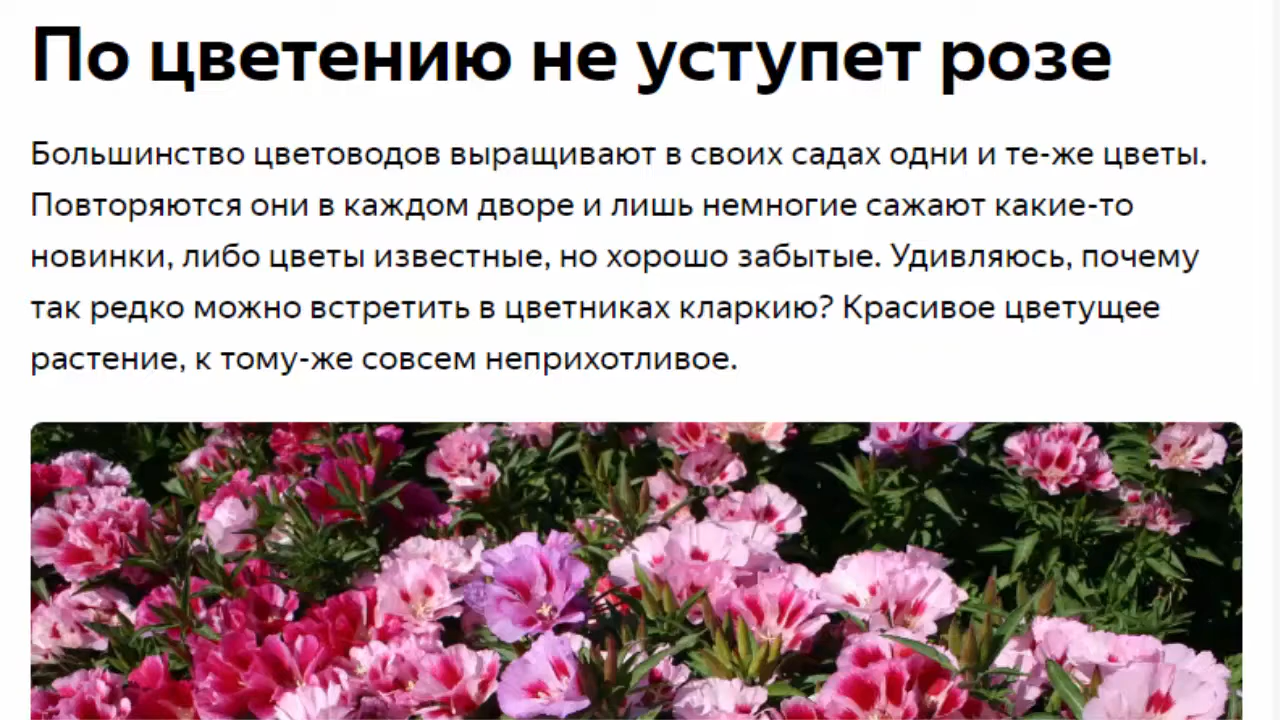 По цветению не уступет розе
Большинство цветоводов выращивают в своих садах одни и те-же цветы.
Повторяются они в каждом дворе и лишь немногие сажают какие-то
новинки, либо цветы известные, но хорошо забытые. Удивляюсь, почему
так редко можно встретить в цветниках кларкию? Красивое цветущее
растение, к тому-же совсем неприхотливое.